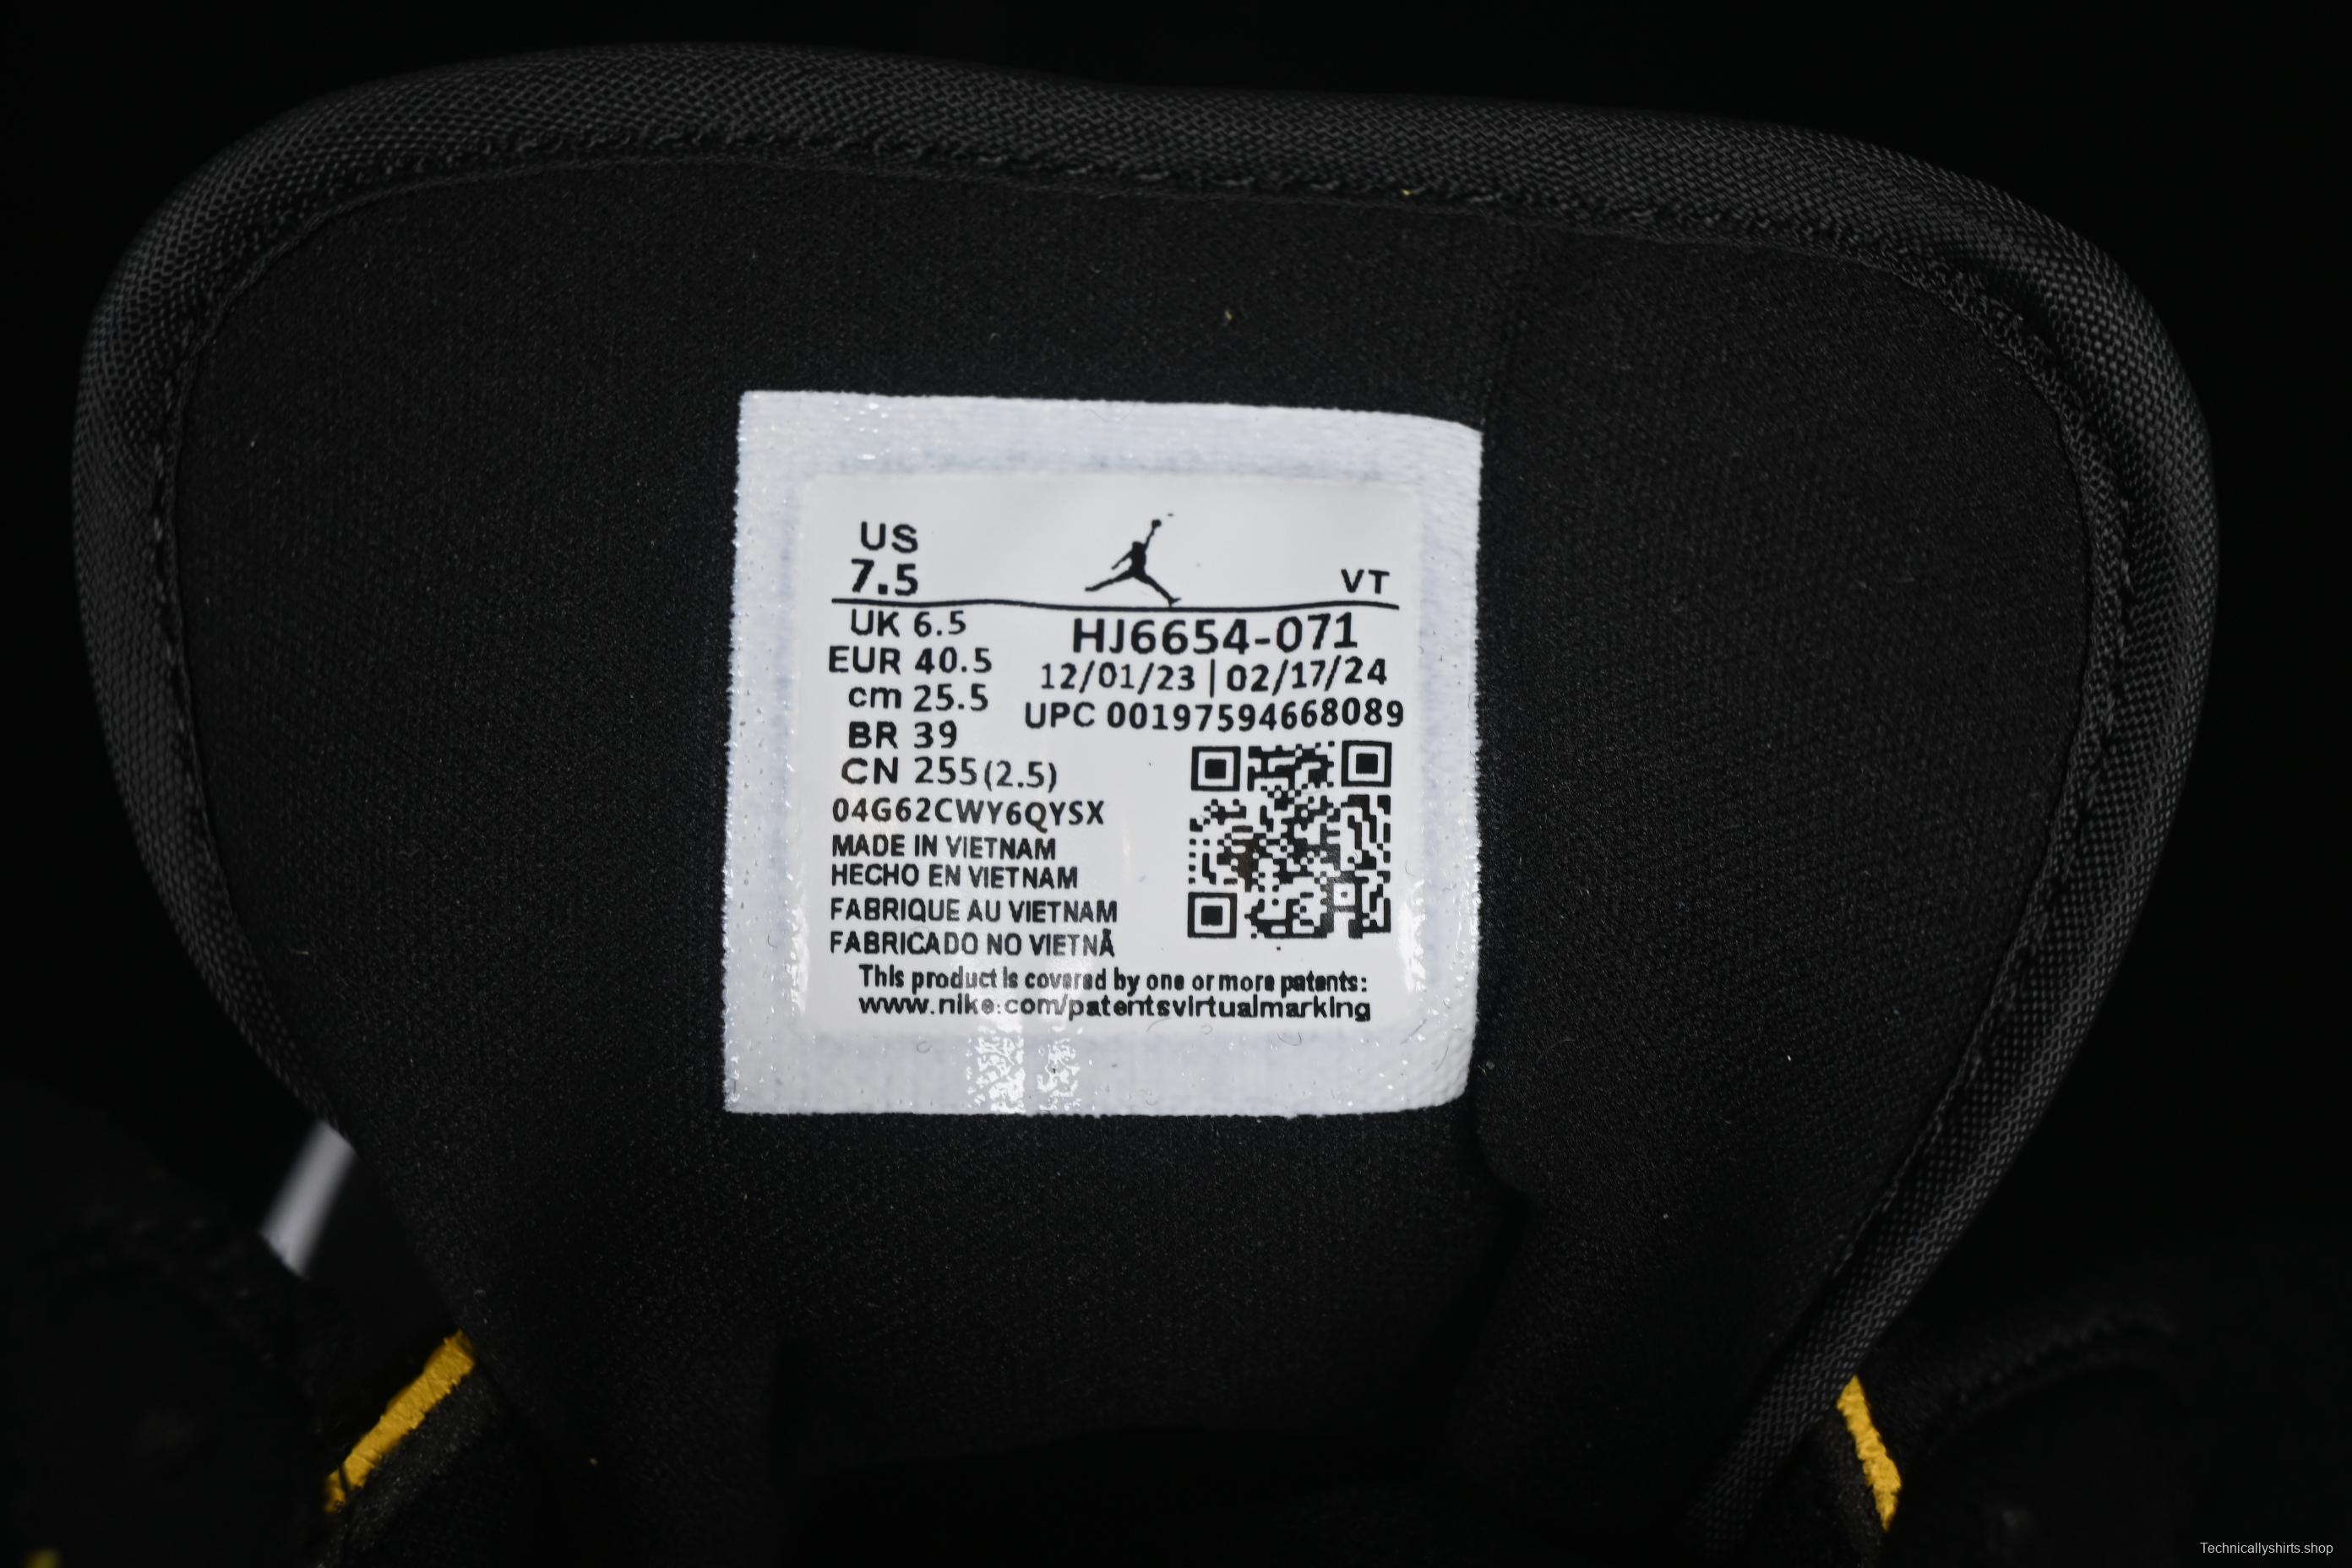 US
7.5
VT
UK 6.5
EUR 40.5
cm 25.5
BR 39
CN 255(2.5)
HJ6654-071
12/01/23 | 02/17/24
UPC 00197594668089
04G62CWY6QYSX
MADE IN VIETNAM
HECHO EN VIETNAM
FABRIQUE AU VIETNAM
FABRICADO NO VIETNÃ
This product is covered by one or more patents:
www.nike.com/patentsvirtualmarking
Technicallyshirts.shop